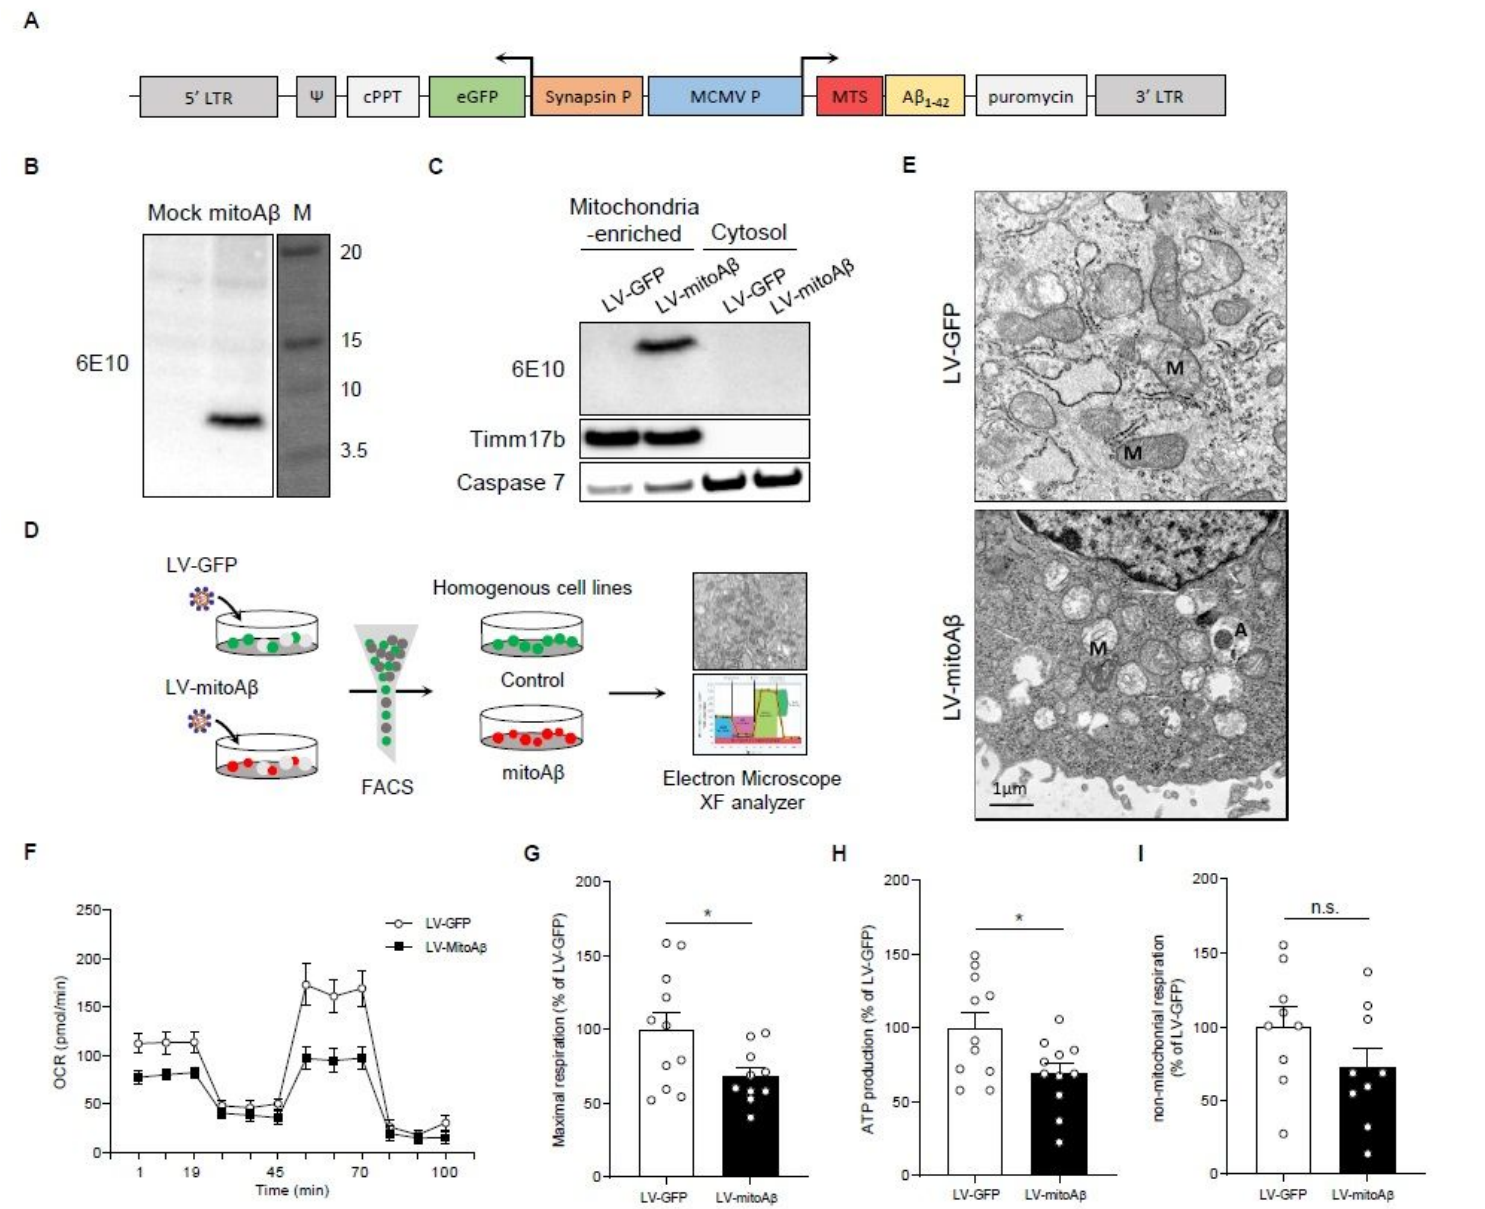 A
5′ LTR
Ψ
cPPT
eGFP
Synapsin P
MCMV P
MTS
Aβ1-42
puromycin
3′ LTR
B
Mock mitoAβ M
20
15
10
3.5
6E10
C
Mitochondria
-enriched
Cytosol
LV-GFP
LV-mitoAβ
LV-GFP
LV-mitoAβ
6E10
Timm17b
Caspase 7
D
LV-GFP
LV-mitoAβ
FACS
Homogenous cell lines
Control
mitoAβ
Electron Microscope
XF analyzer
E
LV-GFP
M
M
LV-mitoAβ
M
A
1μm
F
OCR (pmol/min)
250
200
150
100
50
0
1
19
45
70
100
Time (min)
LV-GFP
LV-MitoAβ
G
Maximal respiration (% of LV-GFP)
200
150
100
50
0
*
LV-GFP
LV-mitoAβ
H
ATP production (% of LV-GFP)
200
150
100
50
0
*
LV-GFP
LV-mitoAβ
I
non-mitochonrial respiration
(% of LV-GFP)
200
150
100
50
0
n.s.
LV-GFP
LV-mitoAβ